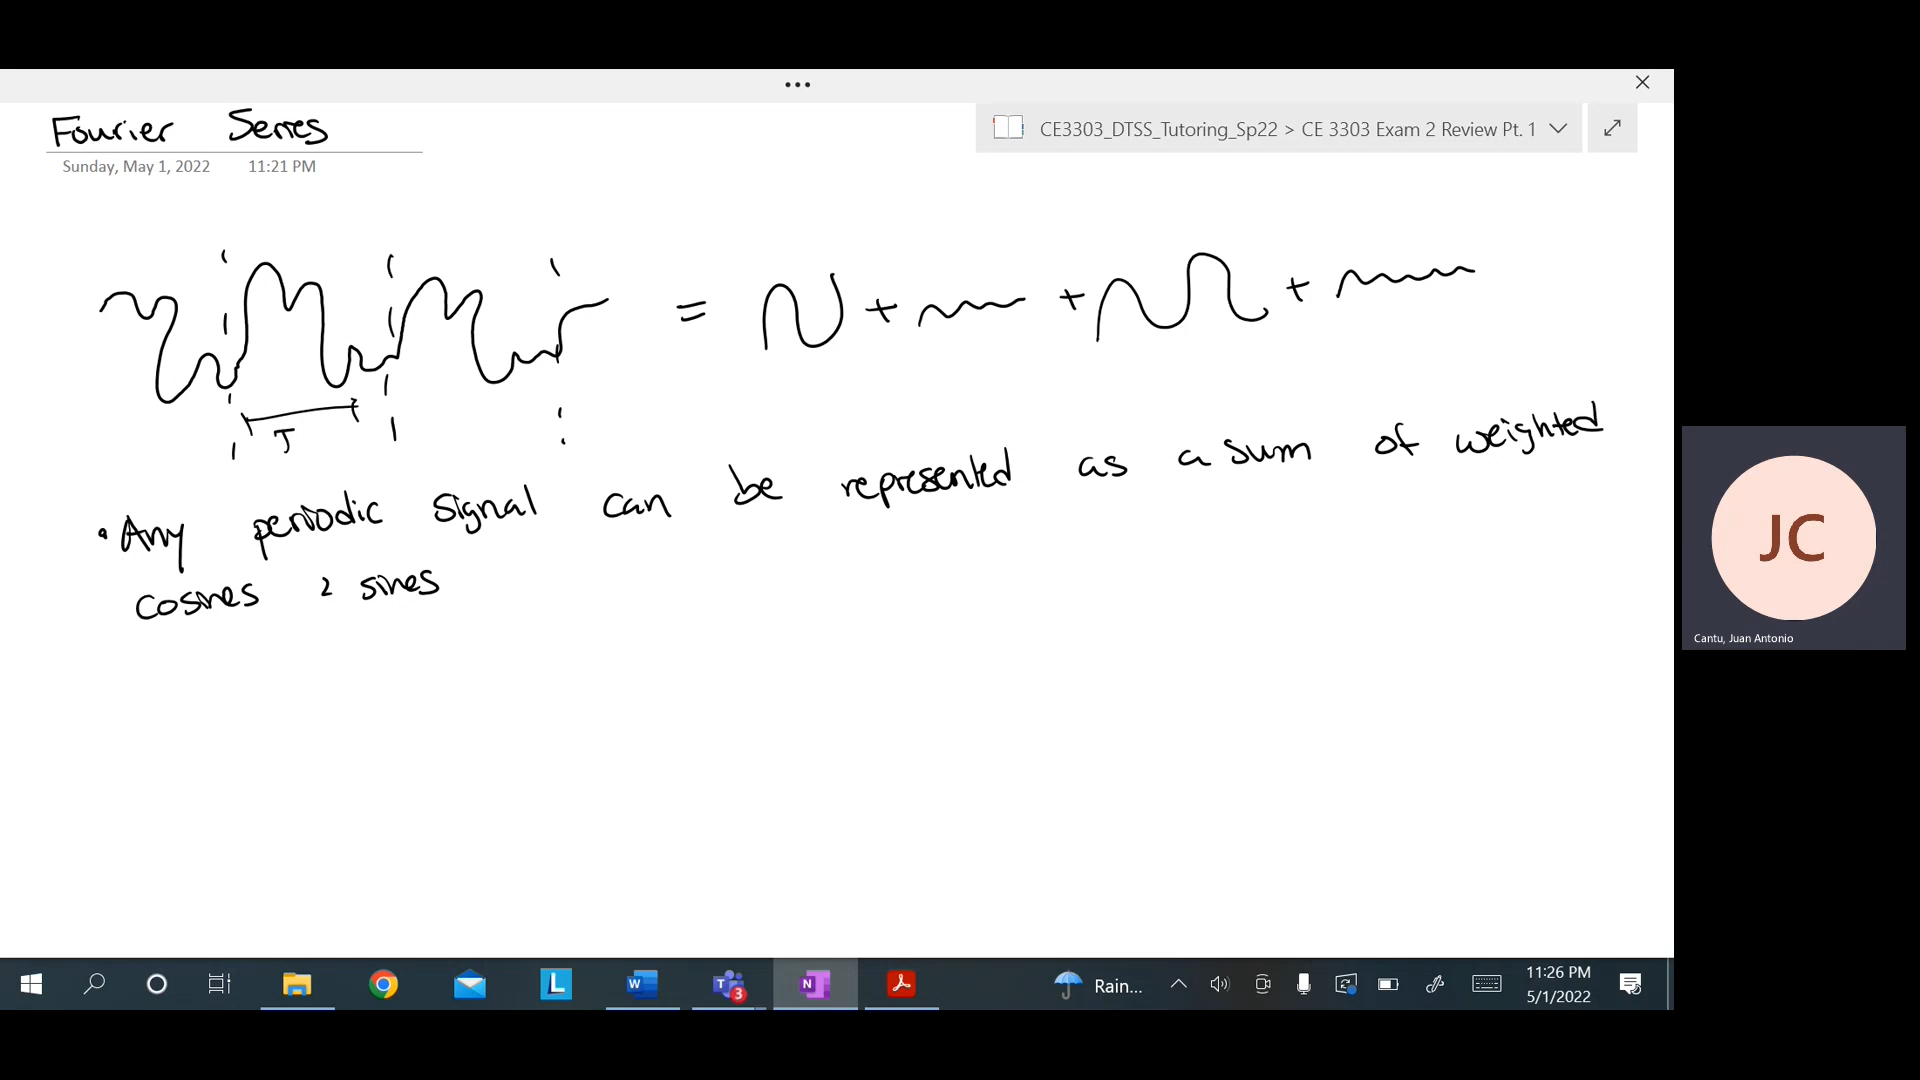 Fourier Series
CE3303_DTSS_Tutoring_Sp22 > CE 3303 Exam 2 Review Pt. 1
Sunday, May 1, 2022 11:21 PM
= + + +
T
• Any periodic signal can be represented as a sum of weighted
cosines & sines
JC
Cantu, Juan Antonio
Rain...
11:26 PM
5/1/2022
L
W
T
3
N